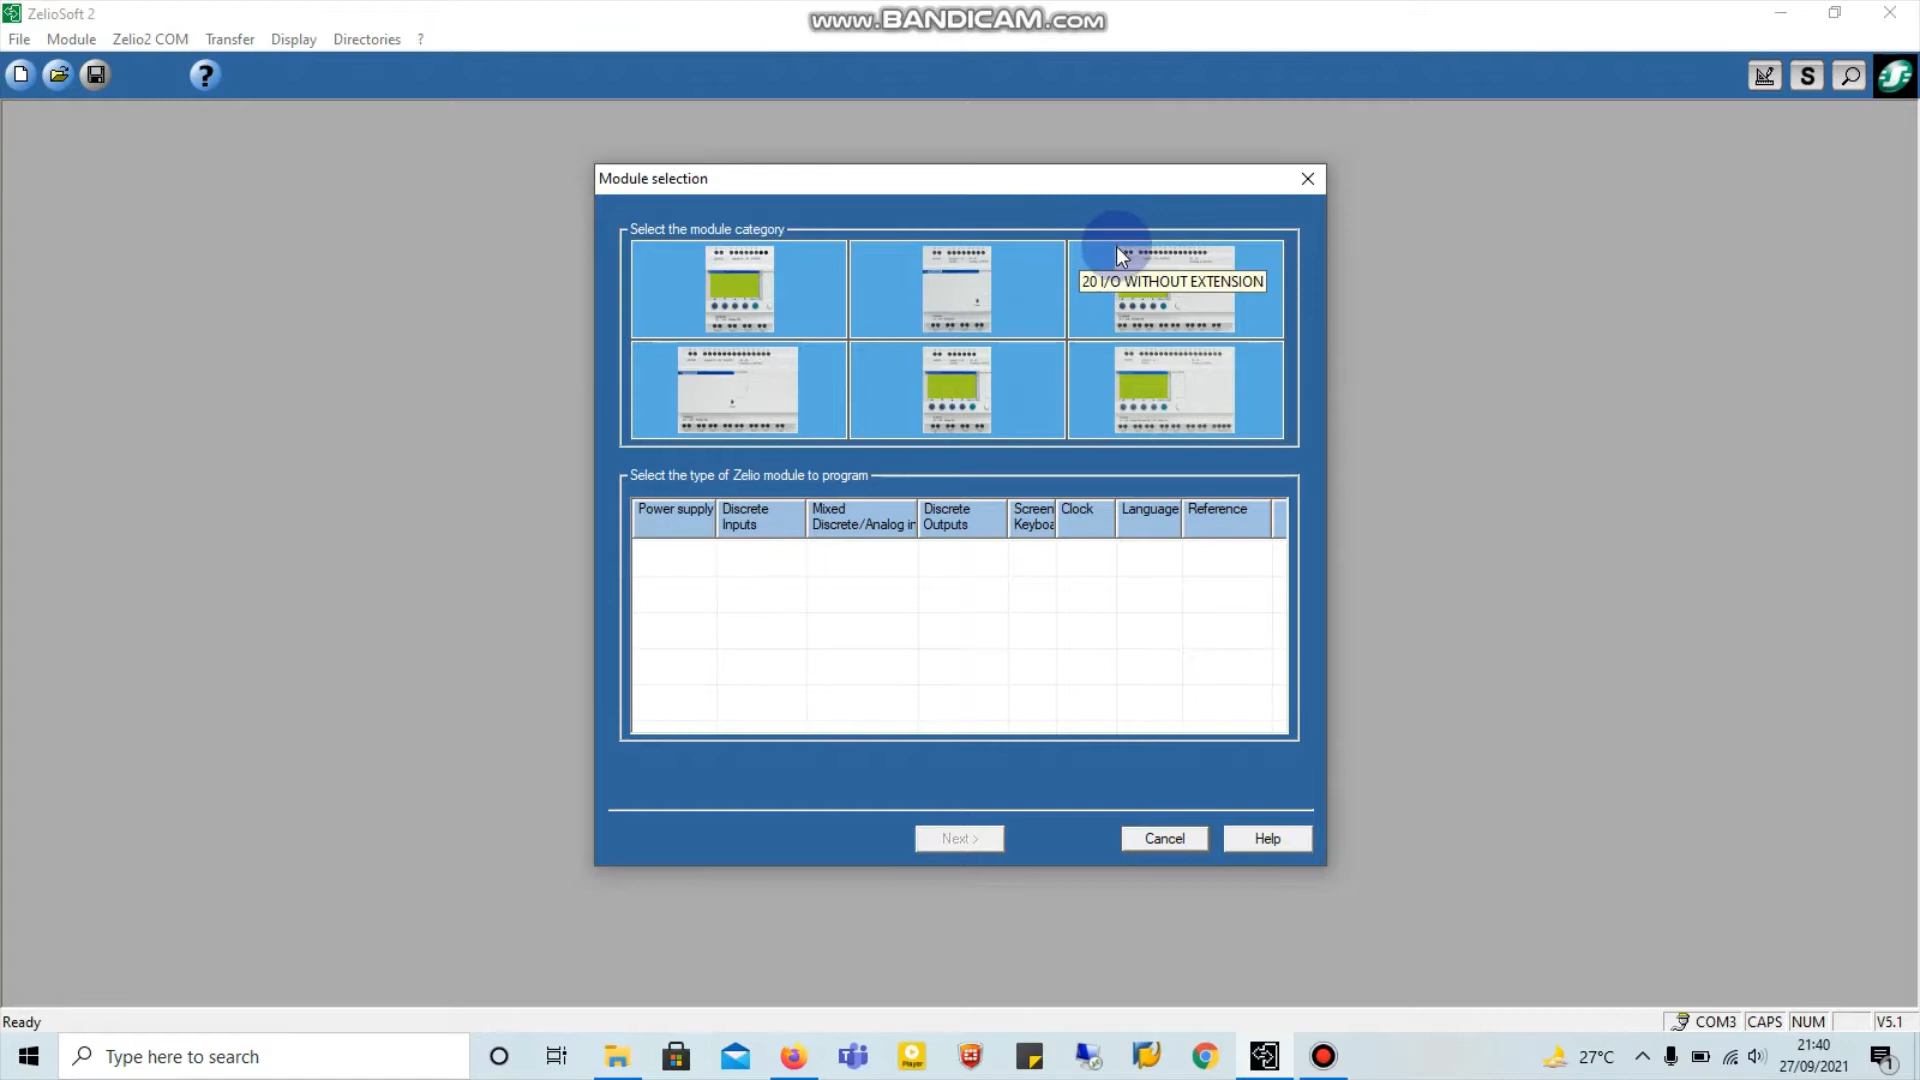 ZelioSoft 2
www.BANDICAM.com
File Module Zelio2 COM Transfer Display Directories ?
?
S
Module selection
Select the module category
20 I/O WITHOUT EXTENSION
Select the type of Zelio module to program
Power supply Discrete Inputs Mixed Discrete/Analog in Discrete Outputs Screen Keyboa Clock Language Reference
Next >
Cancel
Help
Ready
COM3 CAPS NUM V5.1
Type here to search
Player
27°C
21:40
27/09/2021
1